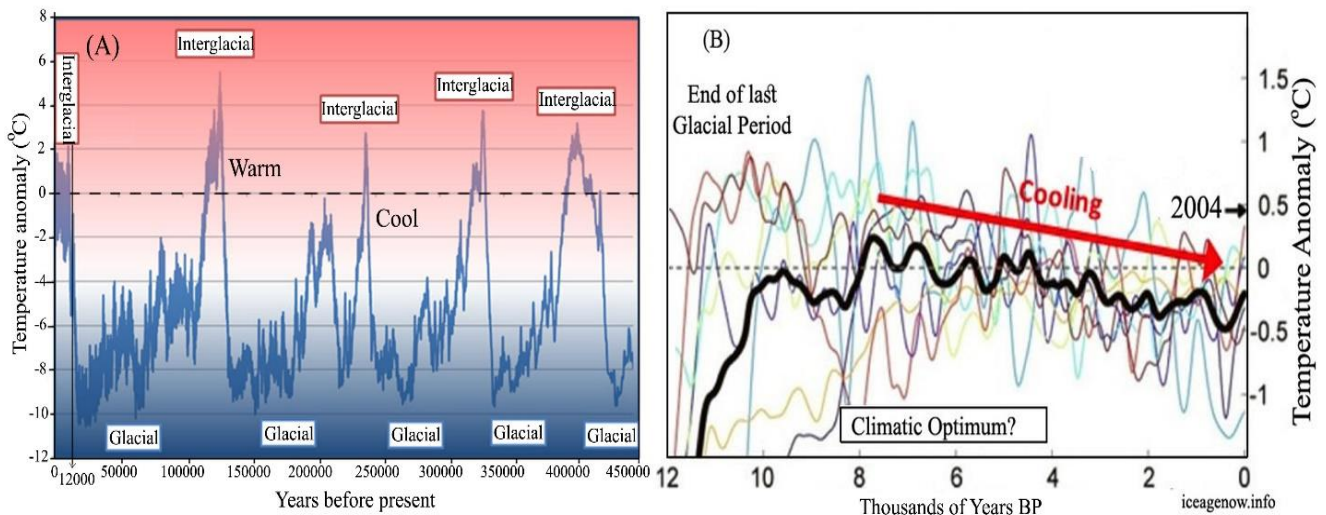 (A)
Interglacial
Interglacial
Interglacial
Interglacial
Interglacial
Warm
Cool
Glacial
Glacial
Glacial
Glacial
Glacial
Temperature anomaly (°C)
8
6
4
2
0
-2
-4
-6
-8
-10
-12
0
12000
50000
100000
150000
200000
250000
300000
350000
400000
450000
Years before present
(B)
End of last
Glacial Period
Cooling
2004
Climatic Optimum?
1.5
1
0.5
0
-0.5
-1
Temperature Anomaly (°C)
12
10
8
6
4
2
0
Thousands of Years BP
iceagenow.info